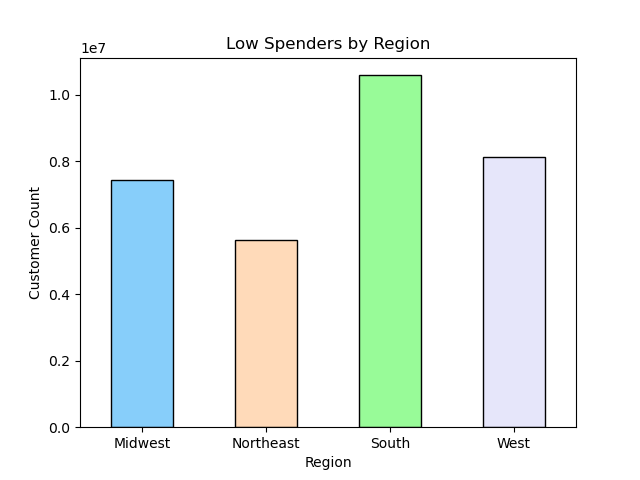 Low Spenders by Region
1e7
1.0
0.8
0.6
0.4
0.2
0.0
Customer Count
Midwest Northeast South West
Region